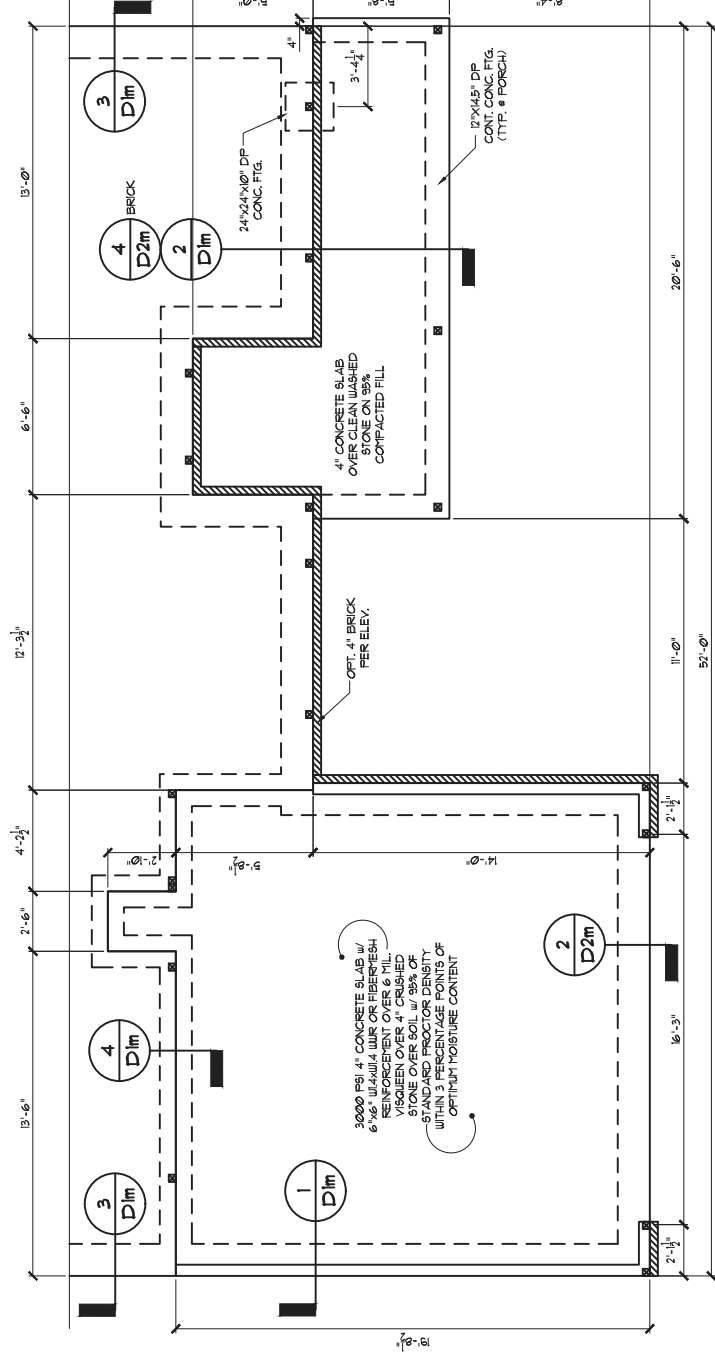 13'-6"
2'-6"
4'-2½"
12'-3½"
6'-6"
13'-0"
3
D1m
4
D1m
4
D2m
BRICK
2
D1m
3
D1m
2'-10"
5'-8½"
14'-0"
19'-8½"
1
D1m
24"x24"x10" DP
CONC. FTG.
4"
3'-4¼"
3000 PSI 4" CONCRETE SLAB w/
6"x6" W1.4xW1.4 WWR OR FIBERMESH
REINFORCEMENT OVER 6 MIL.
VISQUEEN OVER 4" CRUSHED
STONE OVER SOIL w/ 95% OF
STANDARD PROCTOR DENSITY
WITHIN 3 PERCENTAGE POINTS OF
OPTIMUM MOISTURE CONTENT
OPT. 4" BRICK
PER ELEV.
4" CONCRETE SLAB
OVER CLEAN WASHED
STONE ON 95%
COMPACTED FILL
12"x14.5" DP
CONT. CONC. FTG.
(TYP. @ PORCH)
2
D2m
2'-1½"
16'-3"
2'-1½"
11'-0"
20'-6"
52'-0"